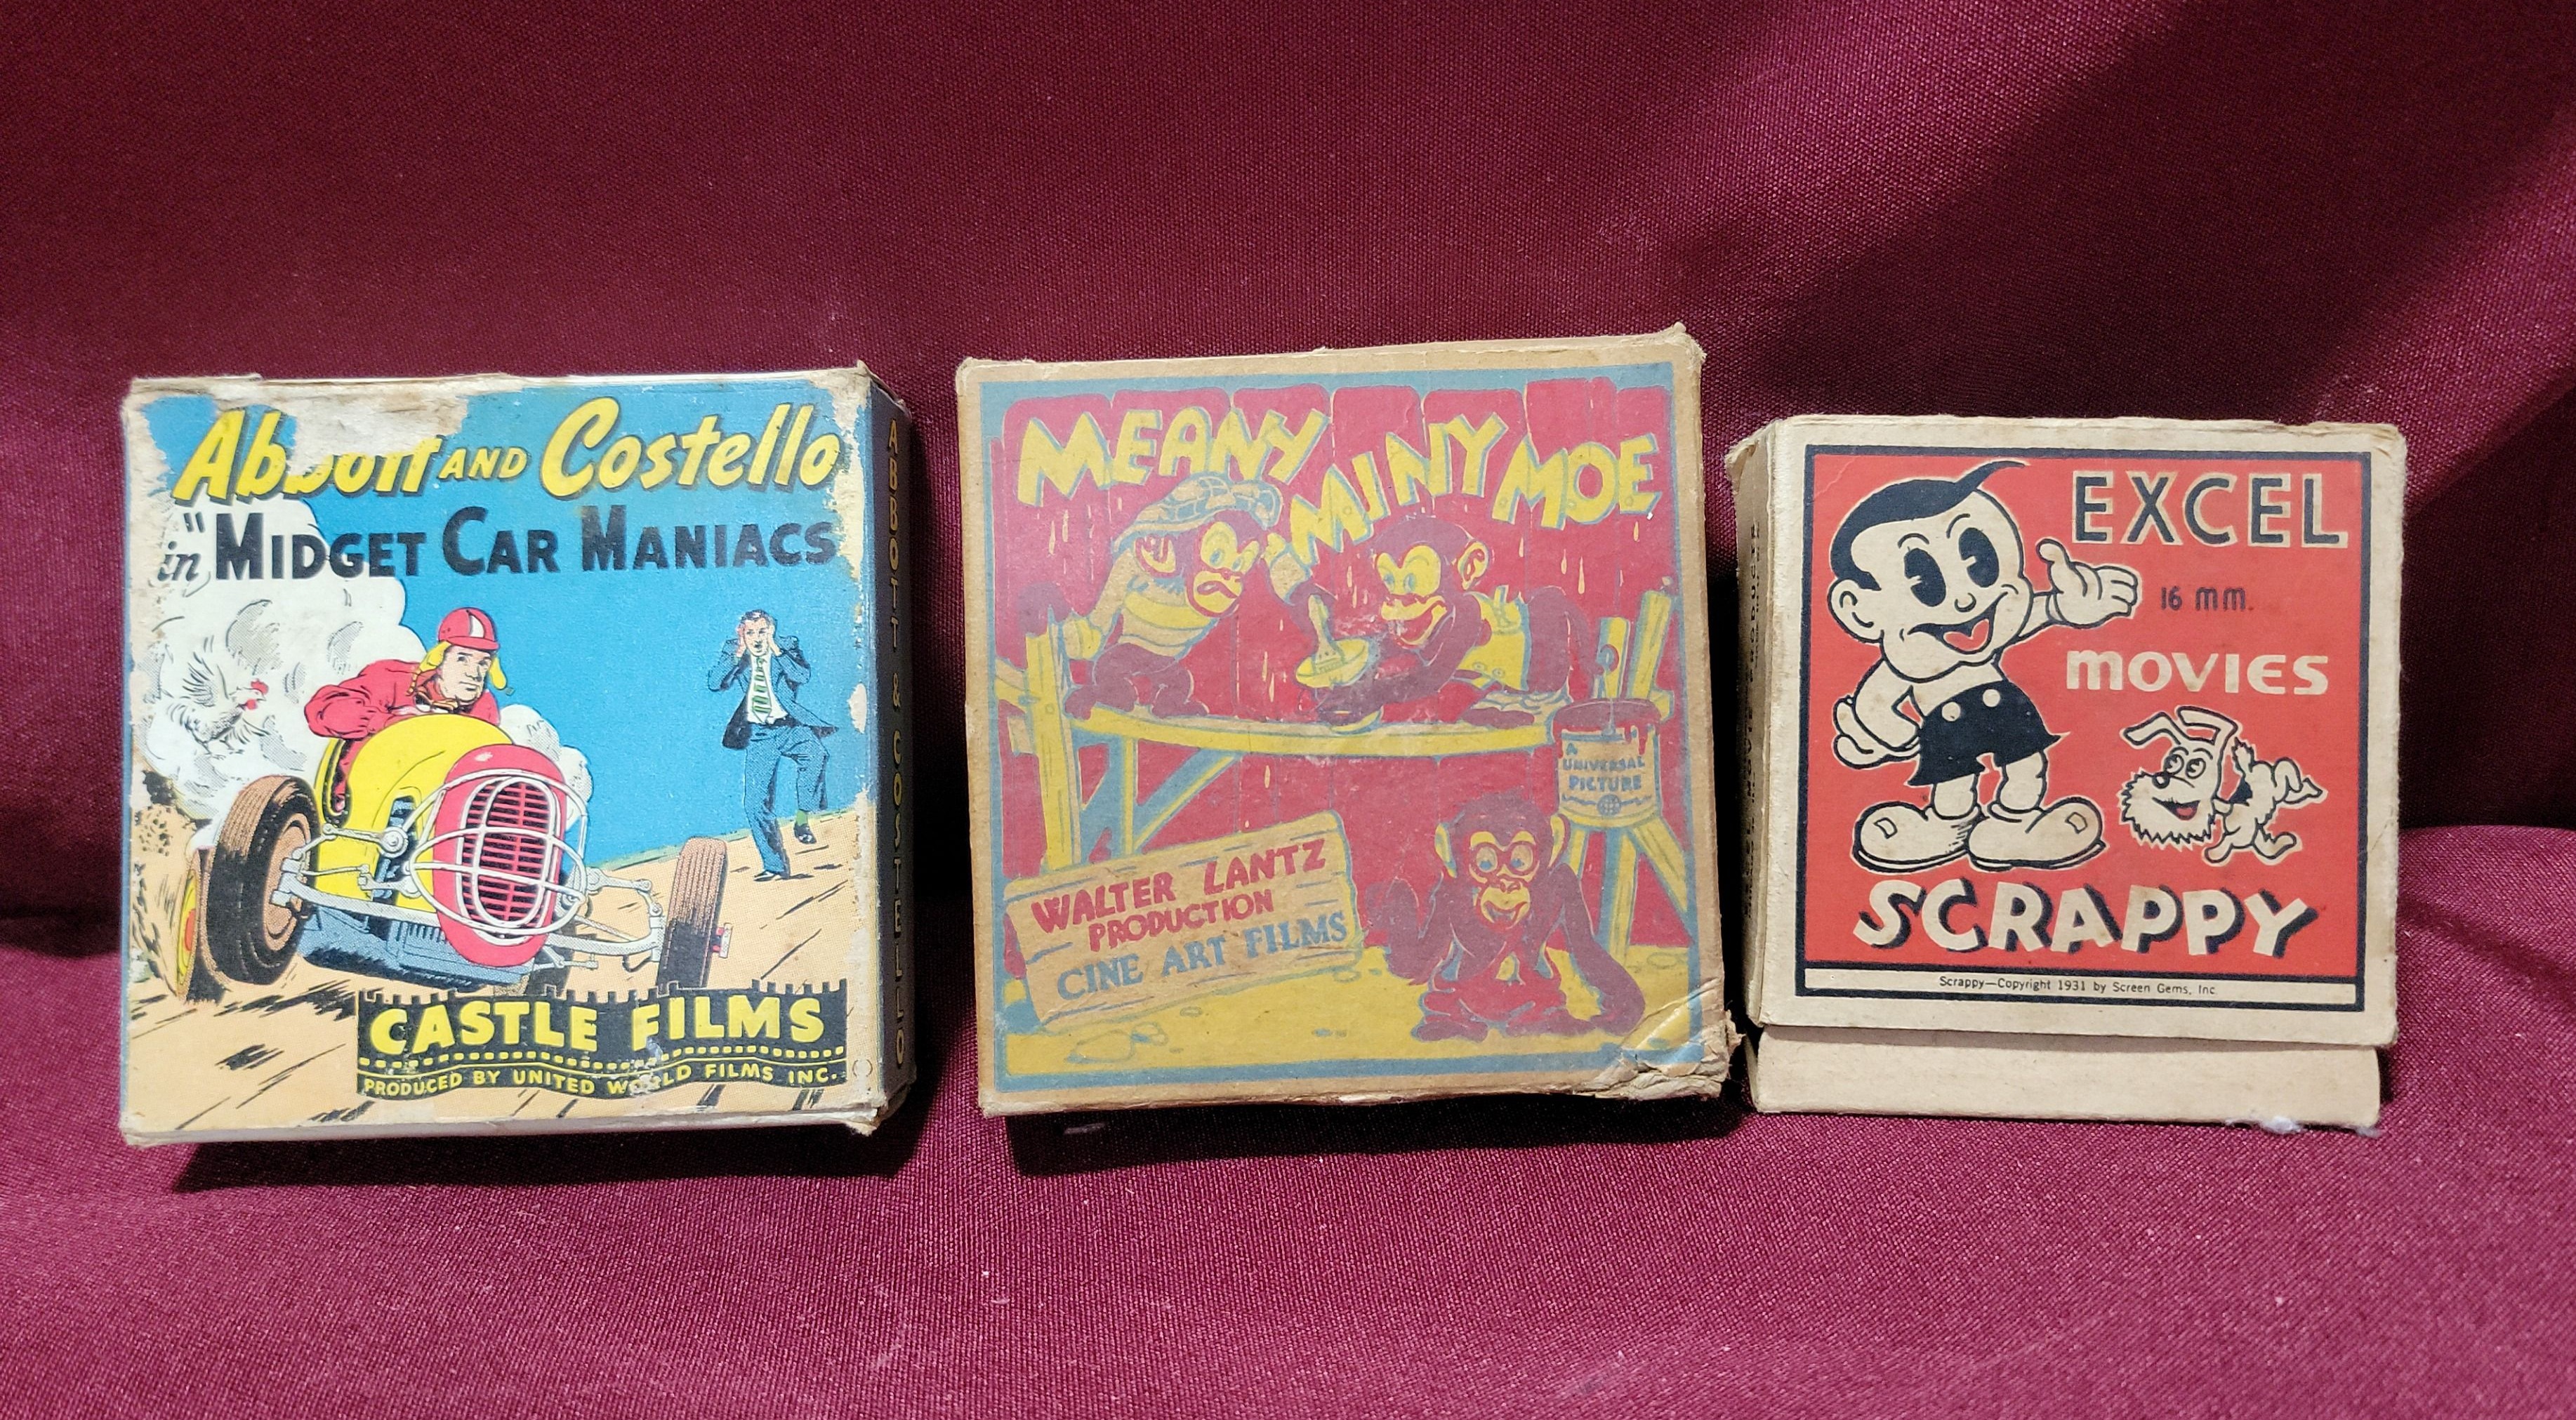 Abbott AND Costello
in "MIDGET CAR MANIACS
CASTLE FILMS
PRODUCED BY UNITED WORLD FILMS INC.
ABBOTT & COSTELLO
MEANY
MINY
MOE
A
UNIVERSAL
PICTURE
WALTER LANTZ
PRODUCTION
CINE ART FILMS
EXCEL
16 mm.
MOVIES
SCRAPPY
Scrappy—Copyright 1931 by Screen Gems, Inc.